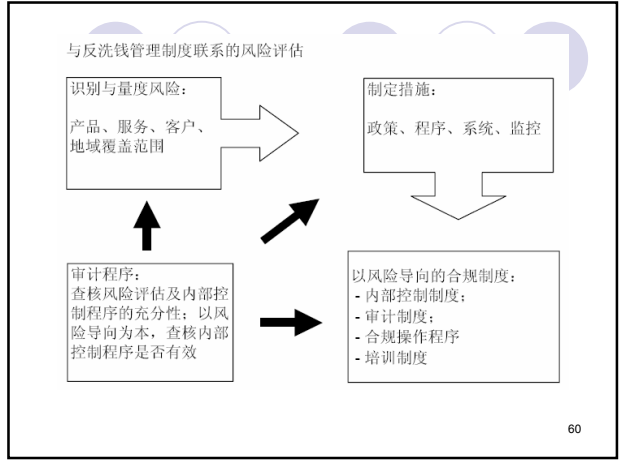 与反洗钱管理制度联系的风险评估
识别与量度风险：
产品、服务、客户、
地域覆盖范围
制定措施：
政策、程序、系统、监控
审计程序：
查核风险评估及内部控
制程序的充分性；以风
险导向为本，查核内部
控制程序是否有效
以风险导向的合规制度：
- 内部控制制度；
- 审计制度；
- 合规操作程序
- 培训制度
60